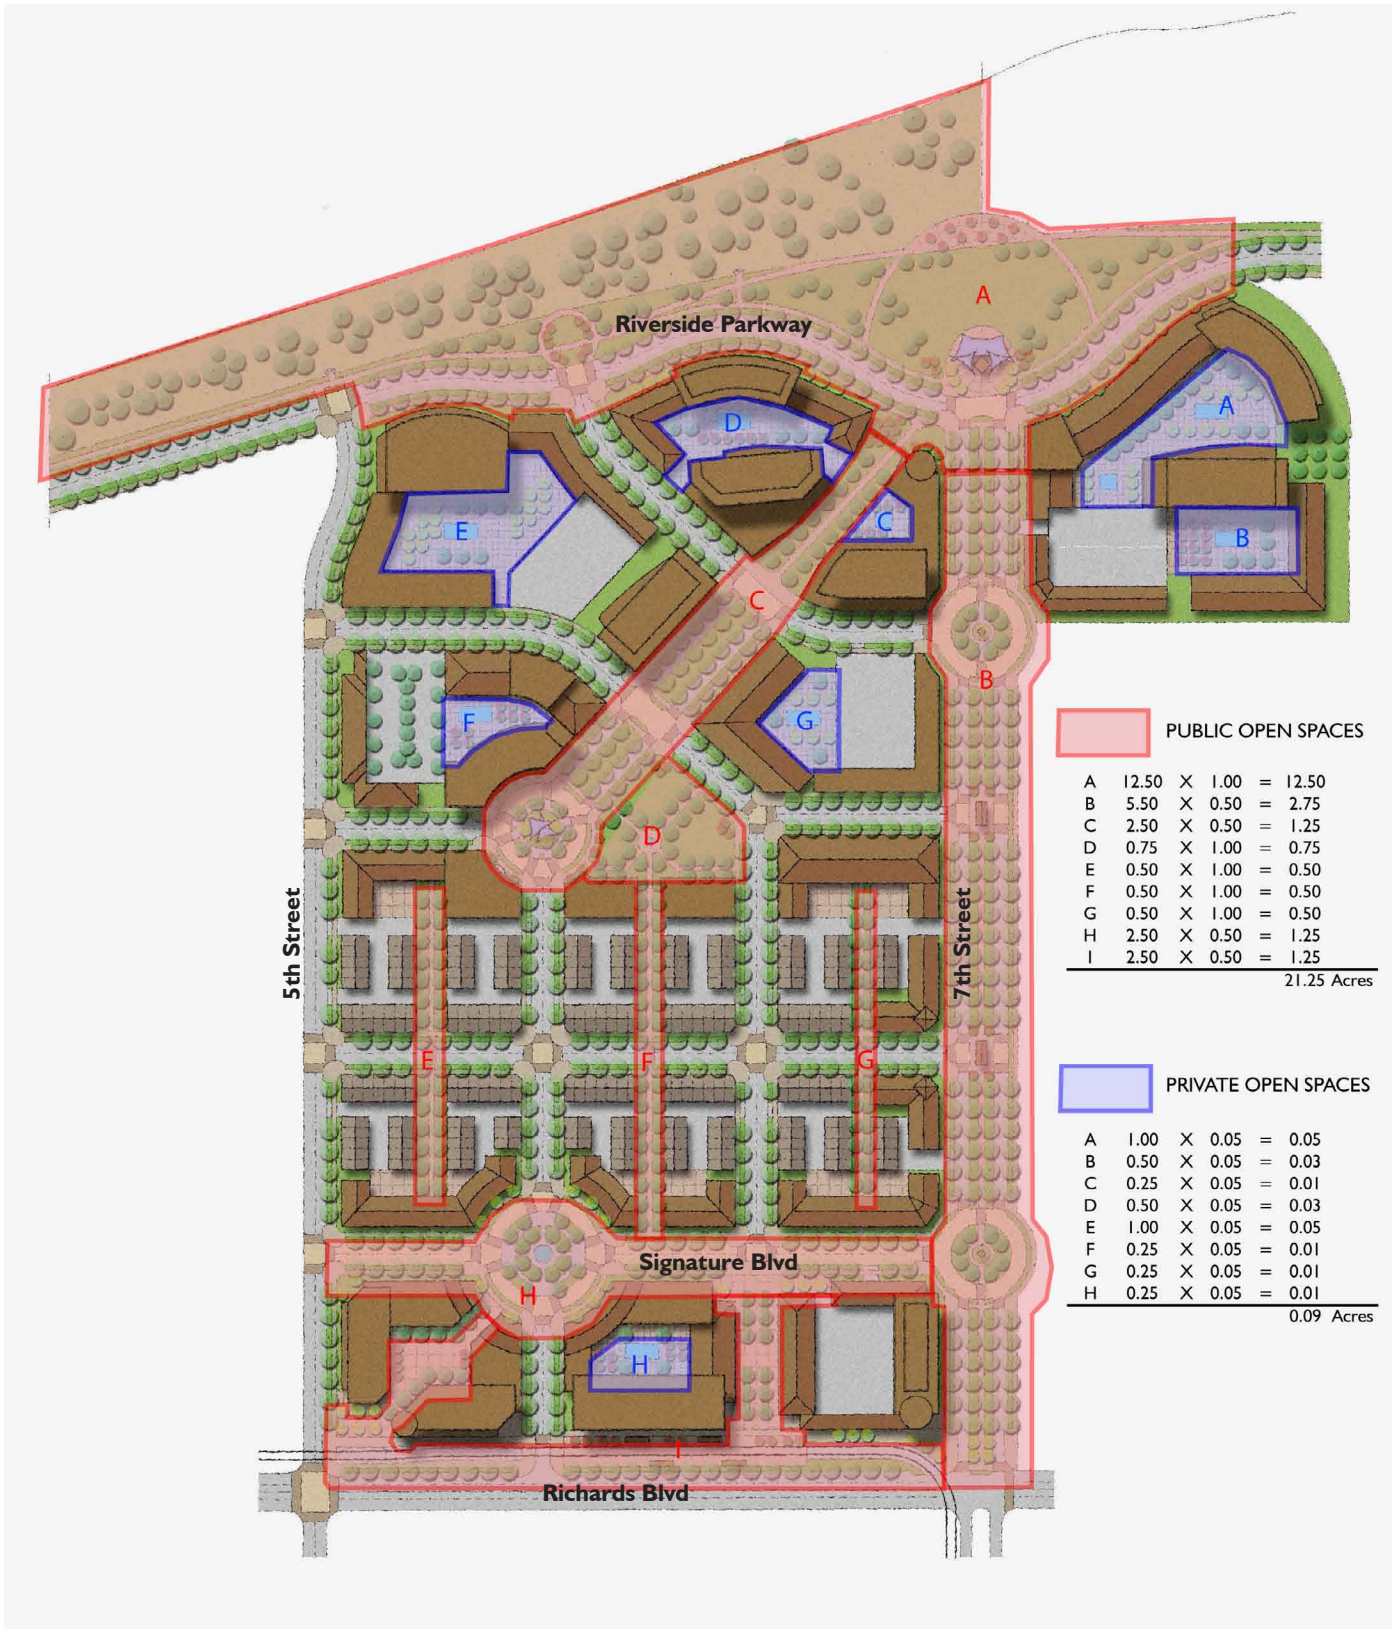 A
Riverside Parkway
D
A
E
C
B
C
B
F
G
D
PUBLIC OPEN SPACES
A 12.50 X 1.00 = 12.50
B 5.50 X 0.50 = 2.75
C 2.50 X 0.50 = 1.25
D 0.75 X 1.00 = 0.75
E 0.50 X 1.00 = 0.50
F 0.50 X 1.00 = 0.50
G 0.50 X 1.00 = 0.50
H 2.50 X 0.50 = 1.25
I 2.50 X 0.50 = 1.25
21.25 Acres
5th Street
7th Street
E
F
G
PRIVATE OPEN SPACES
A 1.00 X 0.05 = 0.05
B 0.50 X 0.05 = 0.03
C 0.25 X 0.05 = 0.01
D 0.50 X 0.05 = 0.03
E 1.00 X 0.05 = 0.05
F 0.25 X 0.05 = 0.01
G 0.25 X 0.05 = 0.01
H 0.25 X 0.05 = 0.01
0.09 Acres
Signature Blvd
H
H
I
Richards Blvd